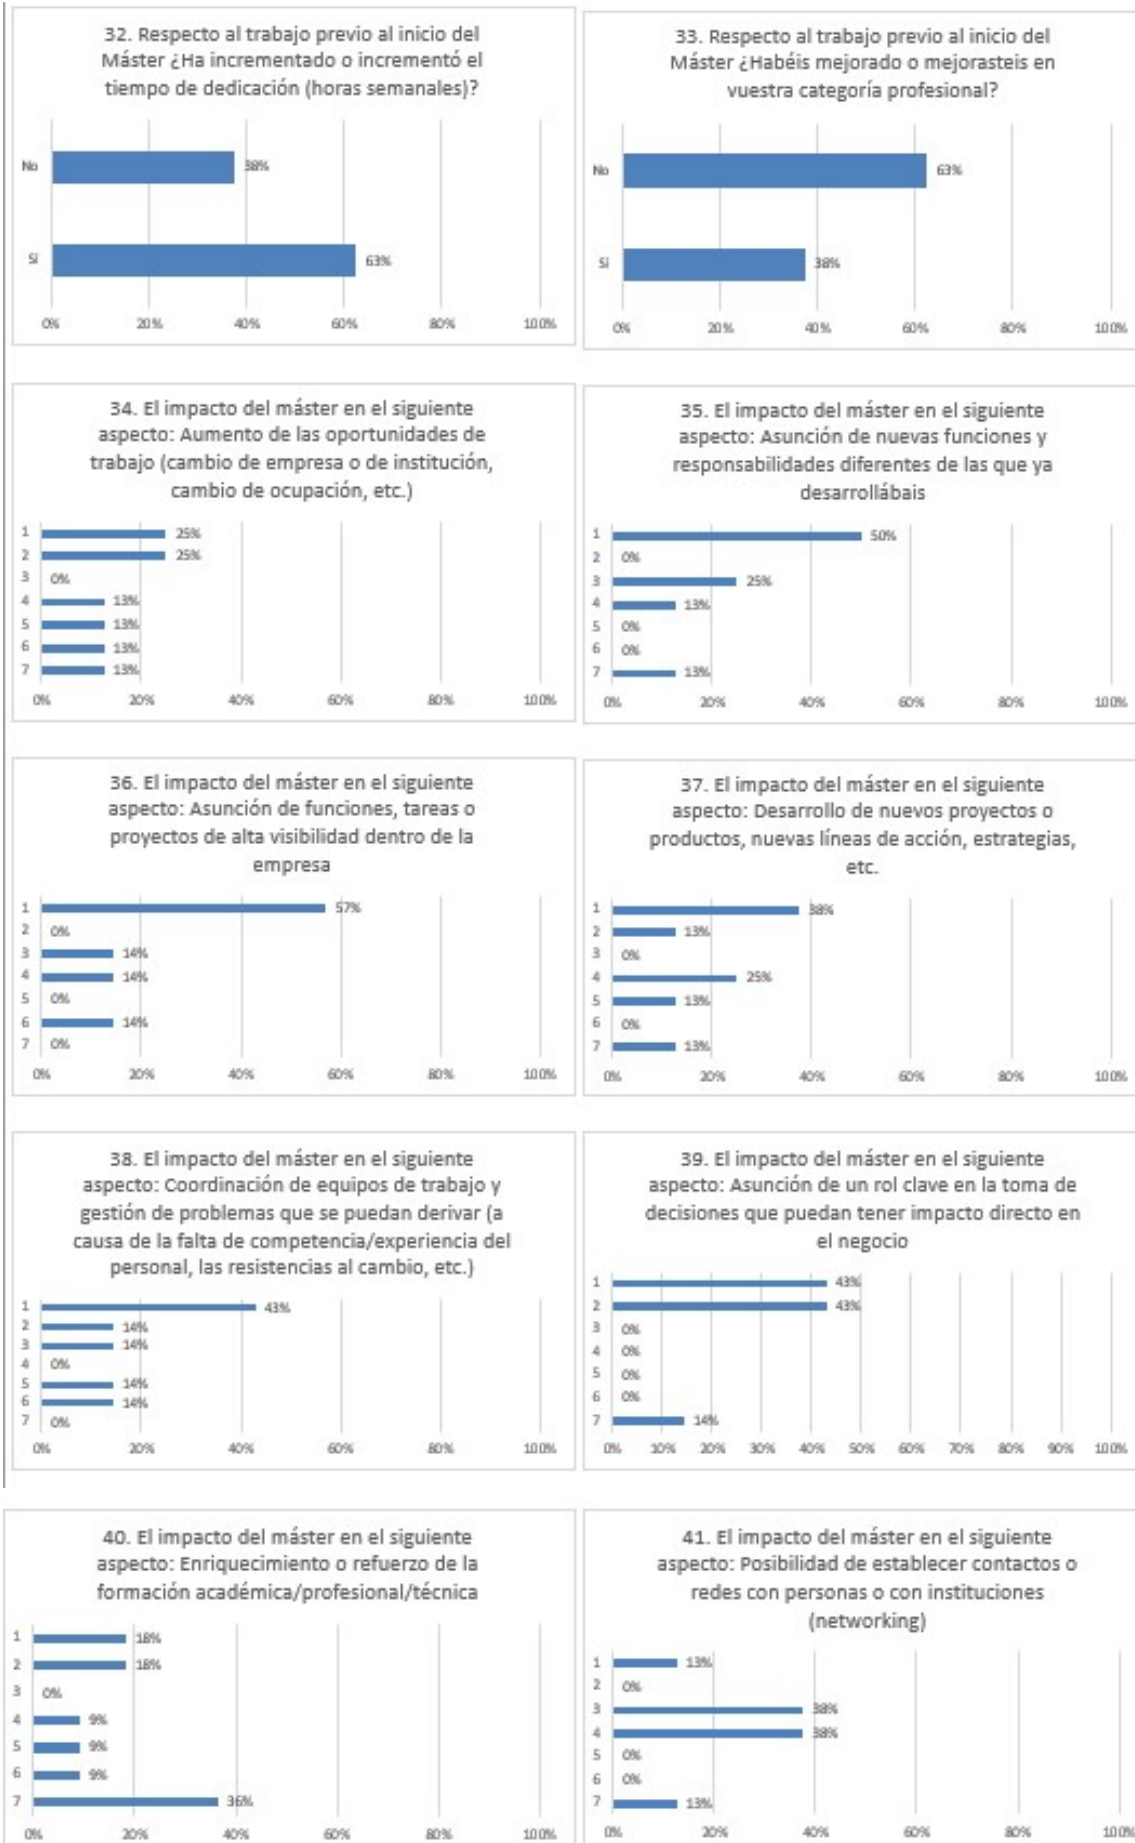 32. Respecto al trabajo previo al inicio del
Máster ¿Ha incrementado o incrementó el
tiempo de dedicación (horas semanales)?
No
38%
Sí
63%
0% 20% 40% 60% 80% 100%
33. Respecto al trabajo previo al inicio del
Máster ¿Habéis mejorado o mejorasteis en
vuestra categoría profesional?
No
63%
Sí
38%
0% 20% 40% 60% 80% 100%
34. El impacto del máster en el siguiente
aspecto: Aumento de las oportunidades de
trabajo (cambio de empresa o de institución,
cambio de ocupación, etc.)
1 25%
2 25%
3 0%
4 13%
5 13%
6 13%
7 13%
0% 20% 40% 60% 80% 100%
35. El impacto del máster en el siguiente
aspecto: Asunción de nuevas funciones y
responsabilidades diferentes de las que ya
desarrollábais
1 50%
2 0%
3 25%
4 13%
5 0%
6 0%
7 13%
0% 20% 40% 60% 80% 100%
36. El impacto del máster en el siguiente
aspecto: Asunción de funciones, tareas o
proyectos de alta visibilidad dentro de la
empresa
1 57%
2 0%
3 14%
4 14%
5 0%
6 14%
7 0%
0% 20% 40% 60% 80% 100%
37. El impacto del máster en el siguiente
aspecto: Desarrollo de nuevos proyectos o
productos, nuevas líneas de acción, estrategias,
etc.
1 38%
2 13%
3 0%
4 25%
5 13%
6 0%
7 13%
0% 20% 40% 60% 80% 100%
38. El impacto del máster en el siguiente
aspecto: Coordinación de equipos de trabajo y
gestión de problemas que se puedan derivar (a
causa de la falta de competencia/experiencia del
personal, las resistencias al cambio, etc.)
1 43%
2 14%
3 14%
4 0%
5 14%
6 14%
7 0%
0% 20% 40% 60% 80% 100%
39. El impacto del máster en el siguiente
aspecto: Asunción de un rol clave en la toma de
decisiones que puedan tener impacto directo en
el negocio
1 43%
2 43%
3 0%
4 0%
5 0%
6 0%
7 14%
0% 10% 20% 30% 40% 50% 60% 70% 80% 90% 100%
40. El impacto del máster en el siguiente
aspecto: Enriquecimiento o refuerzo de la
formación académica/profesional/técnica
1 18%
2 18%
3 0%
4 9%
5 9%
6 9%
7 36%
0% 20% 40% 60% 80% 100%
41. El impacto del máster en el siguiente
aspecto: Posibilidad de establecer contactos o
redes con personas o con instituciones
(networking)
1 13%
2 0%
3 38%
4 38%
5 0%
6 0%
7 13%
0% 20% 40% 60% 80% 100%